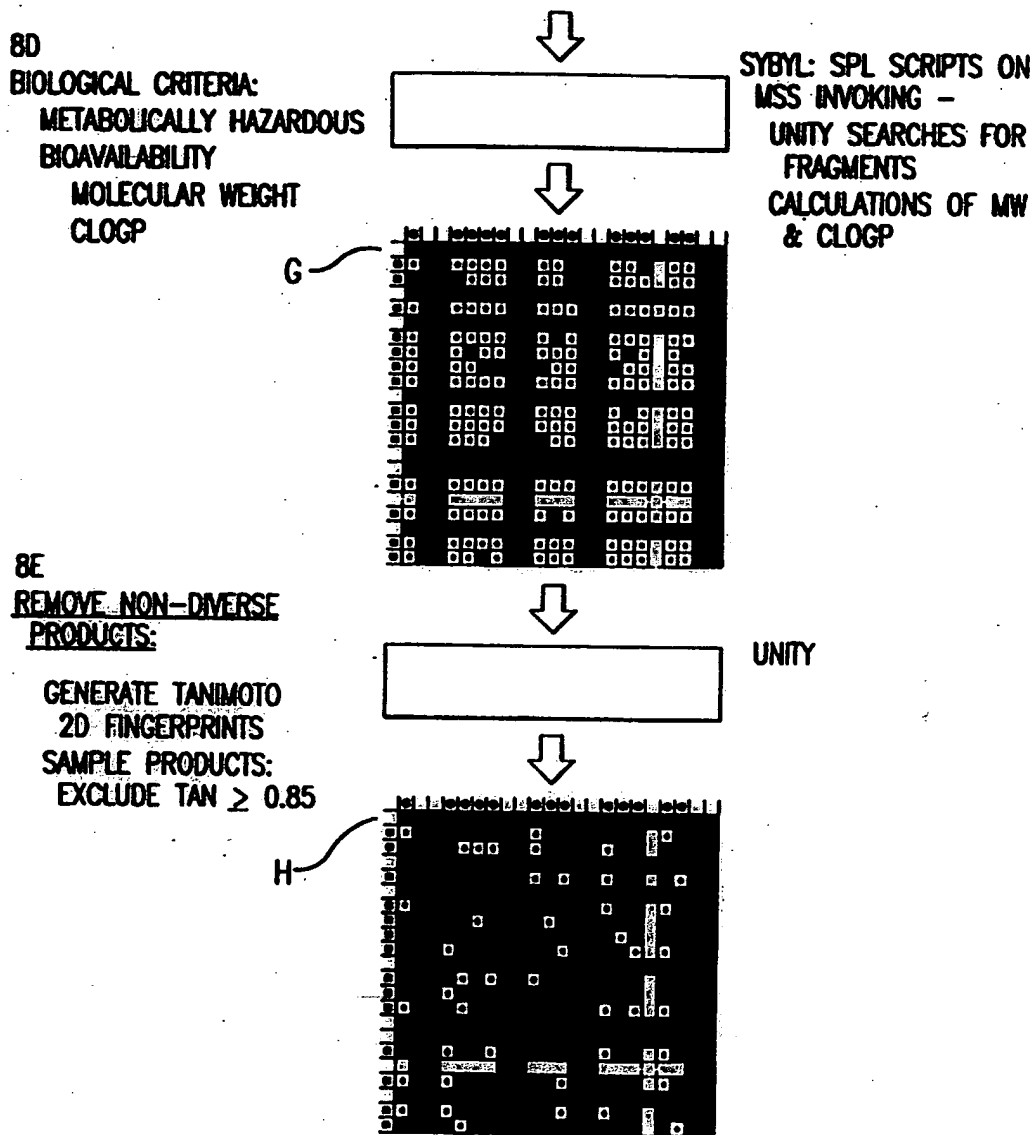 8D
BIOLOGICAL CRITERIA:
METABOLICALLY HAZARDOUS
BIOAVAILABILITY
MOLECULAR WEIGHT
CLOGP
SYBYL: SPL SCRIPTS ON
MSS INVOKING –
UNITY SEARCHES FOR
FRAGMENTS
CALCULATIONS OF MW
& CLOGP
G
8E
REMOVE NON–DIVERSE
PRODUCTS:
GENERATE TANIMOTO
2D FINGERPRINTS
SAMPLE PRODUCTS:
EXCLUDE TAN ≥ 0.85
UNITY
H